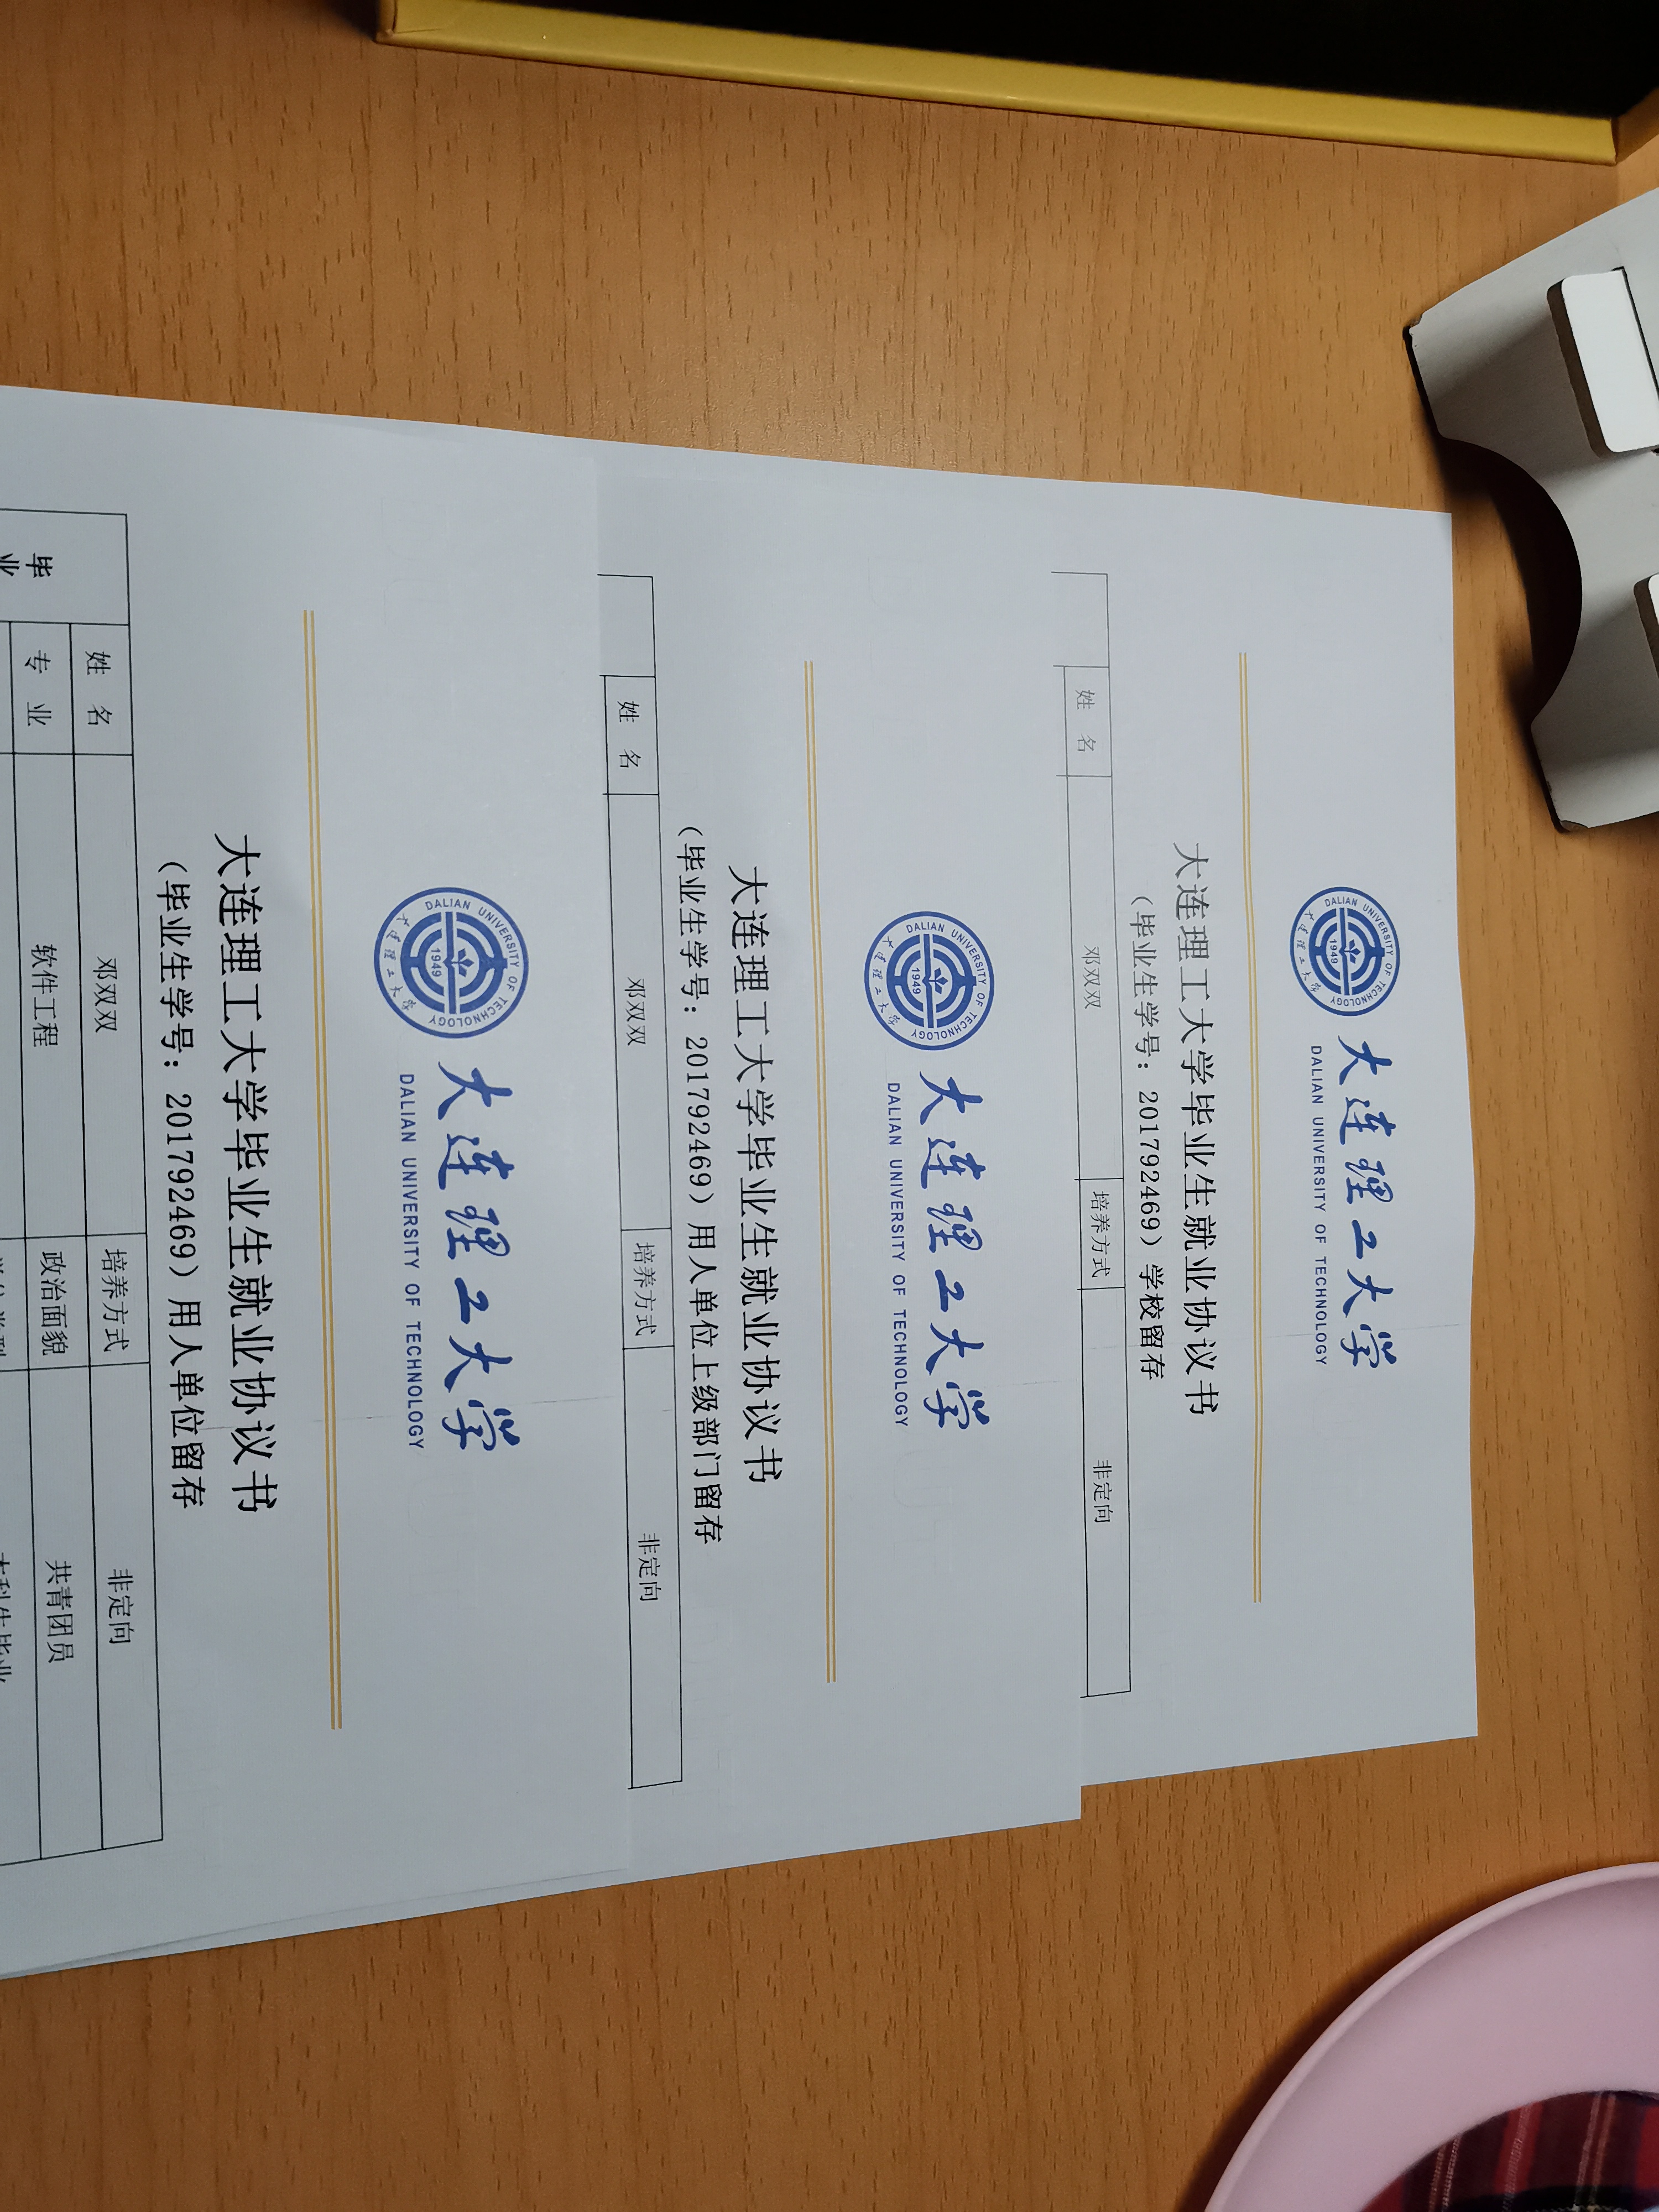 DALIAN UNIVERSITY OF TECHNOLOGY
1949
大连理工大学
大连理工大学
DALIAN UNIVERSITY OF TECHNOLOGY
大连理工大学毕业生就业协议书
（毕业生学号：201792469）学校留存
姓 名 邓双双 培养方式 非定向
DALIAN UNIVERSITY OF TECHNOLOGY
1949
大连理工大学
大连理工大学
DALIAN UNIVERSITY OF TECHNOLOGY
大连理工大学毕业生就业协议书
（毕业生学号：201792469）用人单位上级部门留存
姓 名 邓双双 培养方式 非定向
DALIAN UNIVERSITY OF TECHNOLOGY
1949
大连理工大学
大连理工大学
DALIAN UNIVERSITY OF TECHNOLOGY
大连理工大学毕业生就业协议书
（毕业生学号：201792469）用人单位留存
姓 名 邓双双 培养方式 非定向
毕业
专 业 软件工程 政治面貌 共青团员
本科生毕业